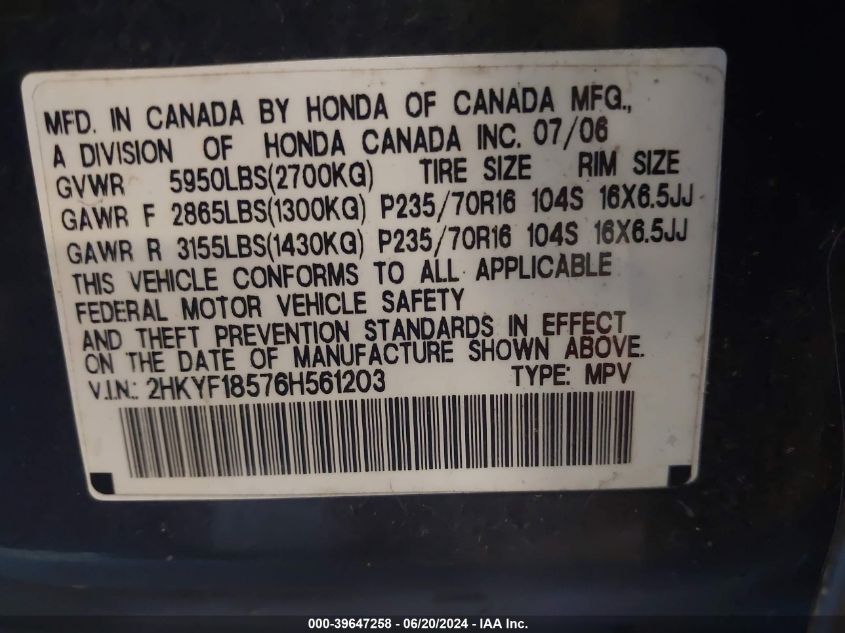 MFD. IN CANADA BY HONDA OF CANADA MFG.,
A DIVISION OF HONDA CANADA INC. 07/06
GVWR 5950LBS(2700KG) TIRE SIZE RIM SIZE
GAWR F 2865LBS(1300KG) P235/70R16 104S 16X6.5JJ
GAWR R 3155LBS(1430KG) P235/70R16 104S 16X6.5JJ
THIS VEHICLE CONFORMS TO ALL APPLICABLE
FEDERAL MOTOR VEHICLE SAFETY
AND THEFT PREVENTION STANDARDS IN EFFECT
ON THE DATE OF MANUFACTURE SHOWN ABOVE.
V.I.N.: 2HKYF18576H561203 TYPE: MPV
000-39647258 - 06/20/2024 - IAAI.com